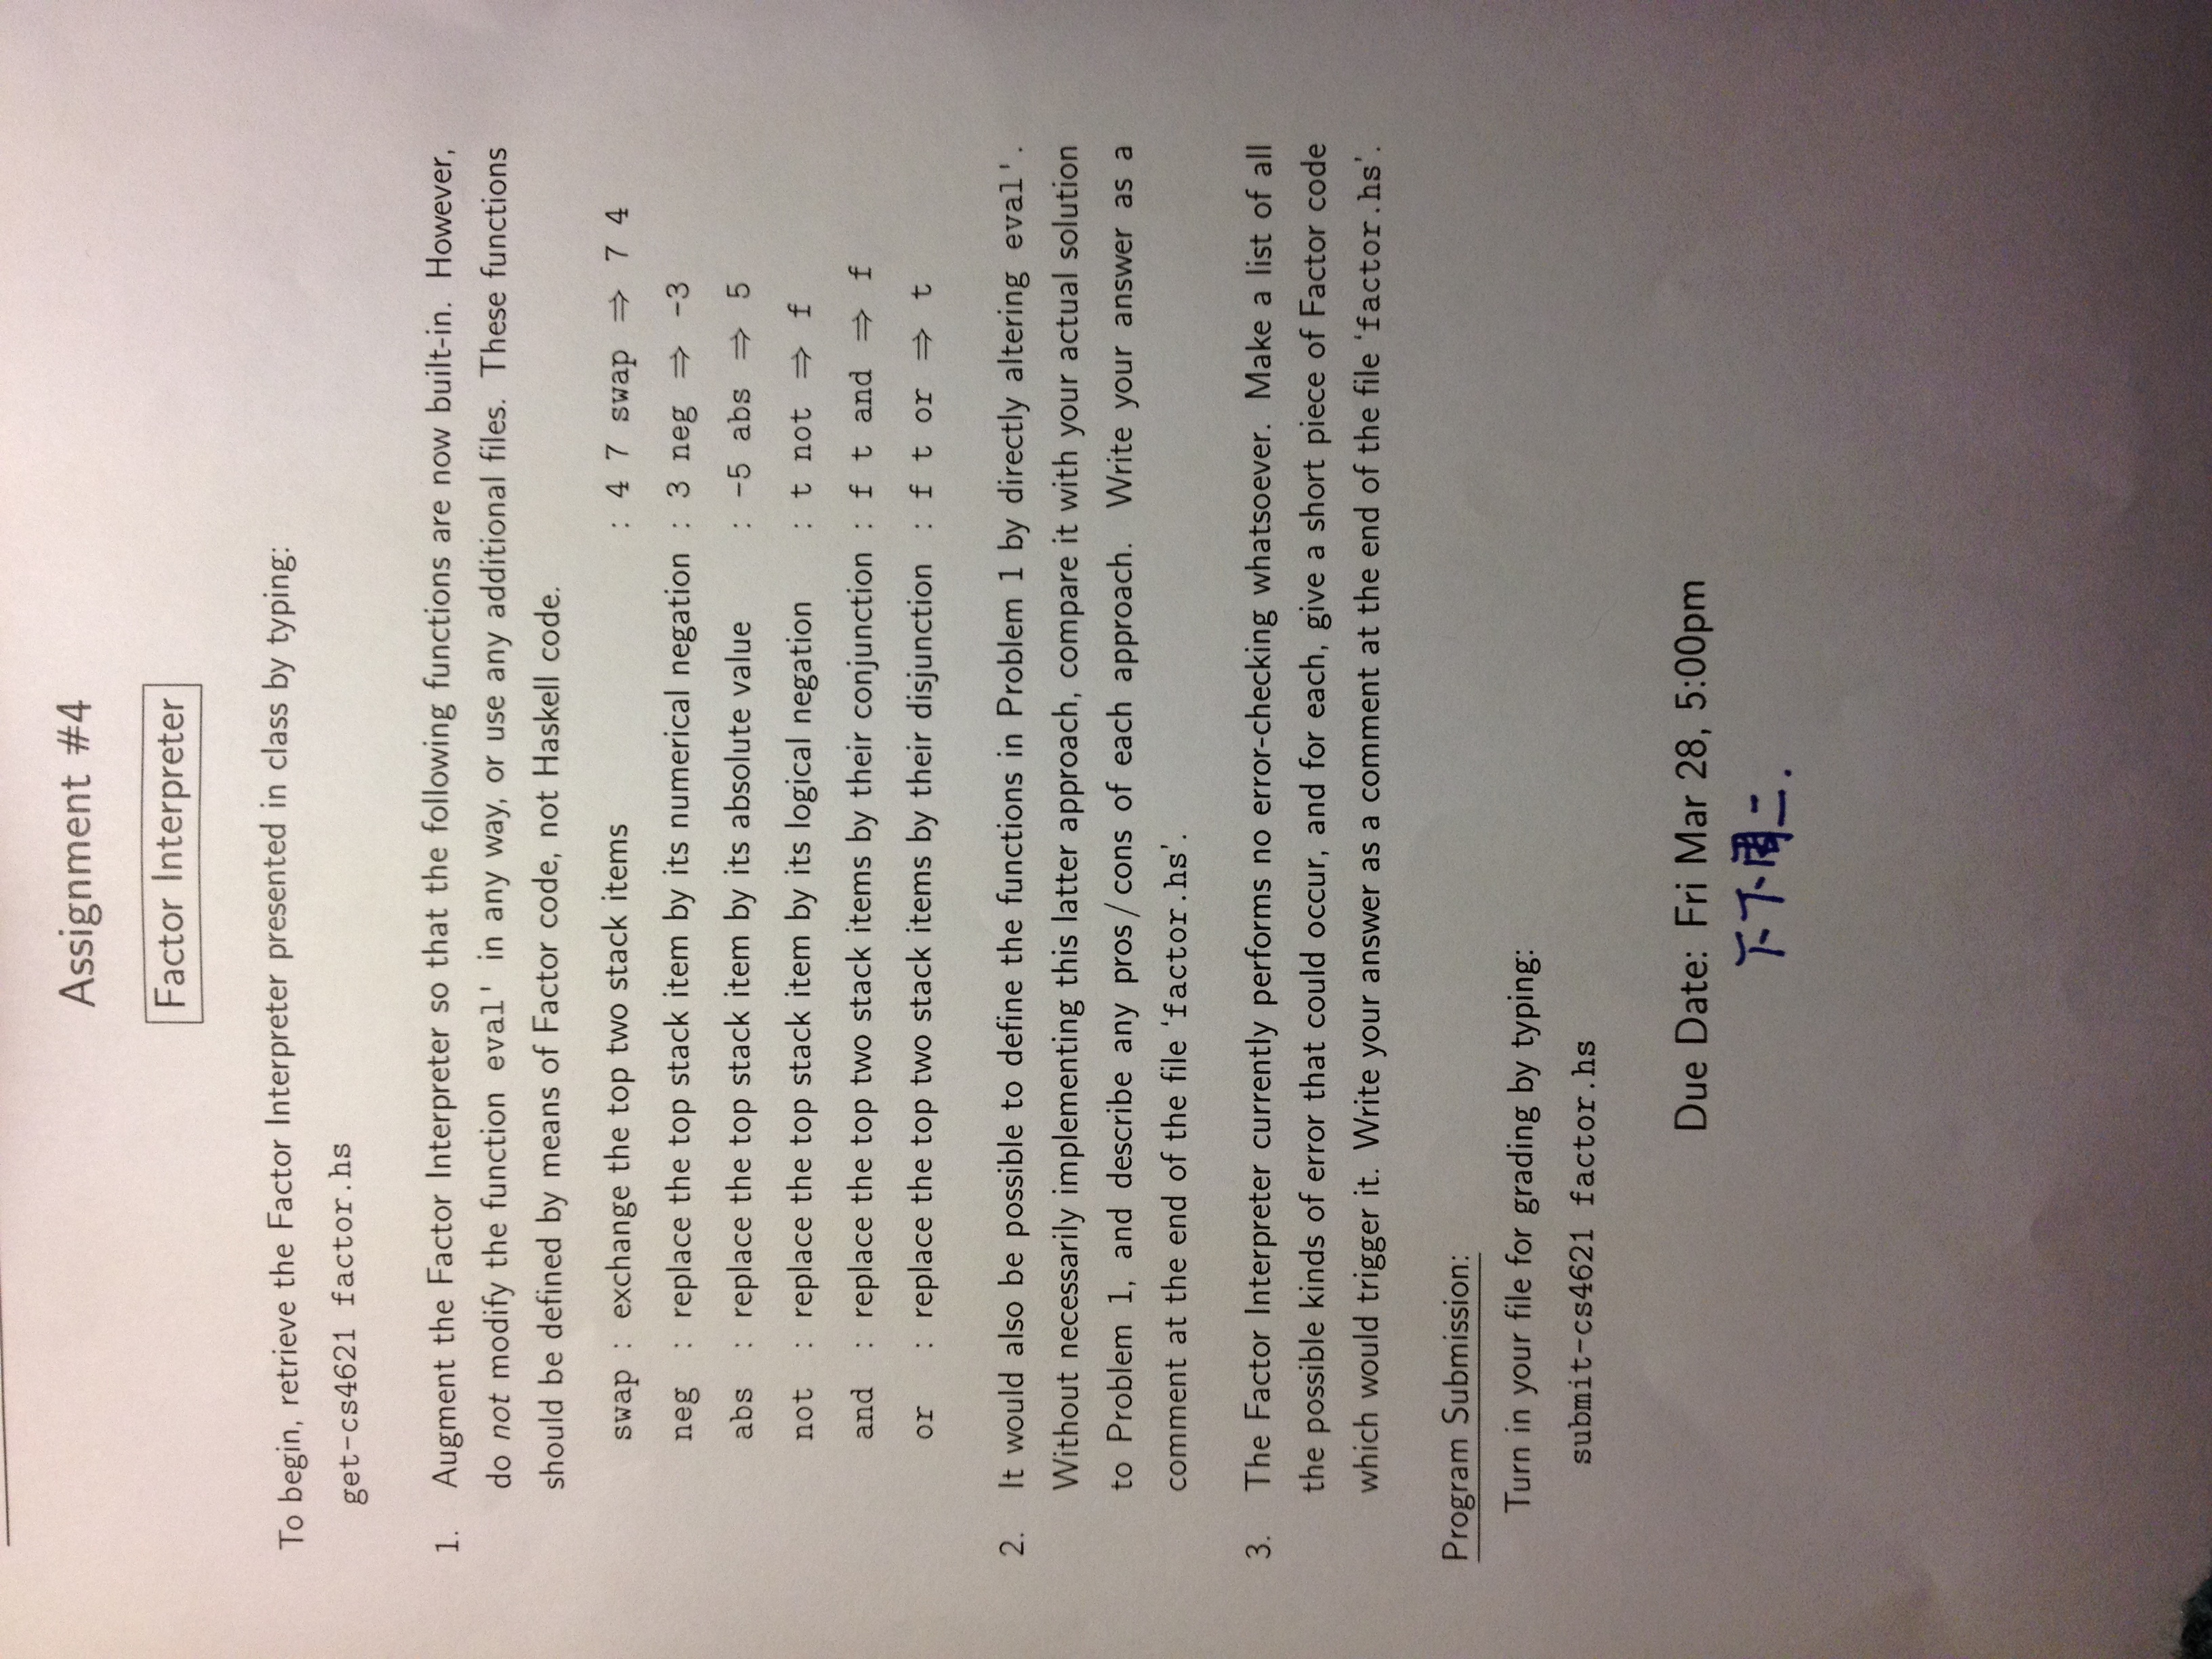 Assignment #4
Factor Interpreter
To begin, retrieve the Factor Interpreter presented in class by typing:
get-cs4621 factor.hs
1. Augment the Factor Interpreter so that the following functions are now built-in. However,
do not modify the function eval' in any way, or use any additional files. These functions
should be defined by means of Factor code, not Haskell code.
swap : exchange the top two stack items : 4 7 swap ⇒ 7 4
neg : replace the top stack item by its numerical negation : 3 neg ⇒ -3
abs : replace the top stack item by its absolute value : -5 abs ⇒ 5
not : replace the top stack item by its logical negation : t not ⇒ f
and : replace the top two stack items by their conjunction : f t and ⇒ f
or : replace the top two stack items by their disjunction : f t or ⇒ t
2. It would also be possible to define the functions in Problem 1 by directly altering eval'.
Without necessarily implementing this latter approach, compare it with your actual solution
to Problem 1, and describe any pros/cons of each approach. Write your answer as a
comment at the end of the file ‘factor.hs’.
3. The Factor Interpreter currently performs no error-checking whatsoever. Make a list of all
the possible kinds of error that could occur, and for each, give a short piece of Factor code
which would trigger it. Write your answer as a comment at the end of the file ‘factor.hs’.
Program Submission:
Turn in your file for grading by typing:
submit-cs4621 factor.hs
Due Date: Fri Mar 28, 5:00pm
下下周二.